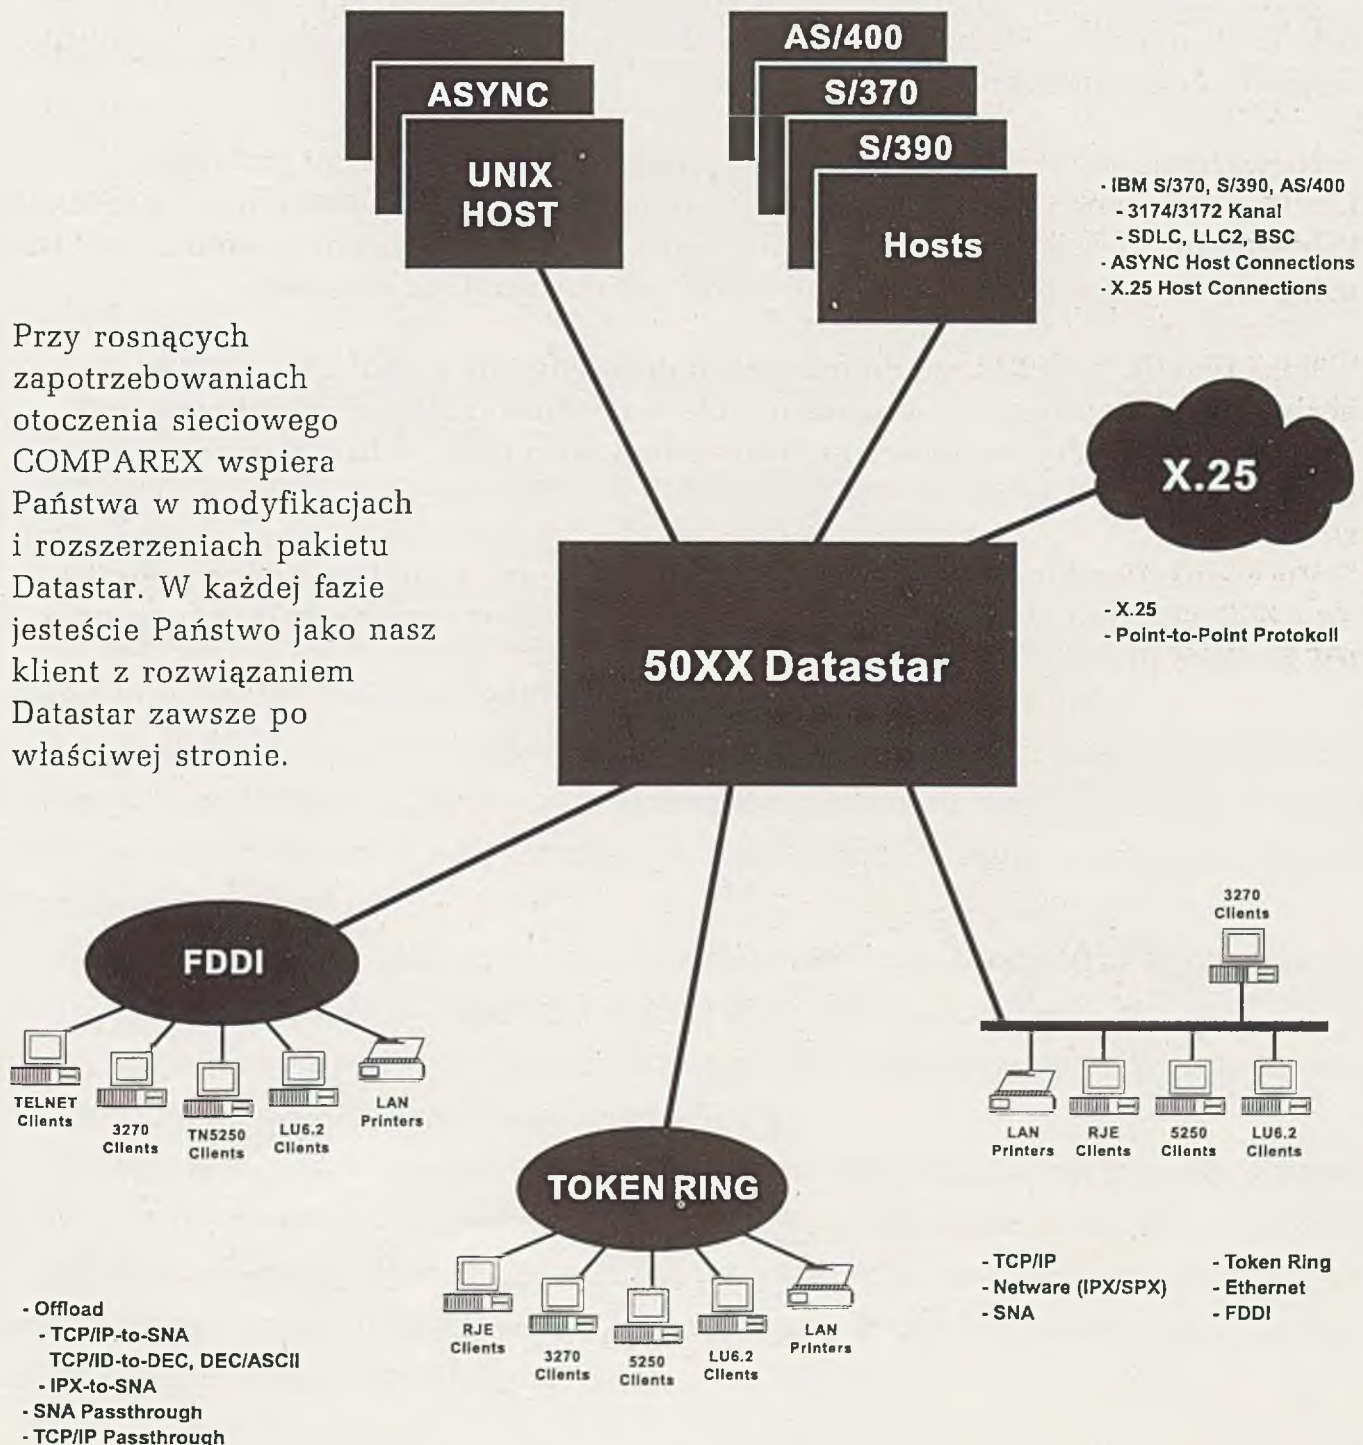 ASYNC
UNIX
HOST
AS/400
S/370
S/390
Hosts
- IBM S/370, S/390, AS/400
- 3174/3172 Kanal
- SDLC, LLC2, BSC
- ASYNC Host Connections
- X.25 Host Connections
Przy rosnących
zapotrzebowaniach
otoczenia sieciowego
COMPAREX wspiera
Państwa w modyfikacjach
i rozszerzeniach pakietu
Datastar. W każdej fazie
jesteście Państwo jako nasz
klient z rozwiązaniem
Datastar zawsze po
właściwej stronie.
X.25
- X.25
- Point-to-Point Protokoll
50XX Datastar
FDDI
TELNET
Clients
3270
Clients
TN5250
Clients
LU6.2
Clients
LAN
Printers
3270
Clients
LAN
Printers
RJE
Clients
5250
Clients
LU6.2
Clients
TOKEN RING
RJE
Clients
3270
Clients
5250
Clients
LU6.2
Clients
LAN
Printers
- TCP/IP
- Netware (IPX/SPX)
- SNA
- Token Ring
- Ethernet
- FDDI
- Offload
- TCP/IP-to-SNA
TCP/ID-to-DEC, DEC/ASCII
- IPX-to-SNA
- SNA Passthrough
- TCP/IP Passthrough